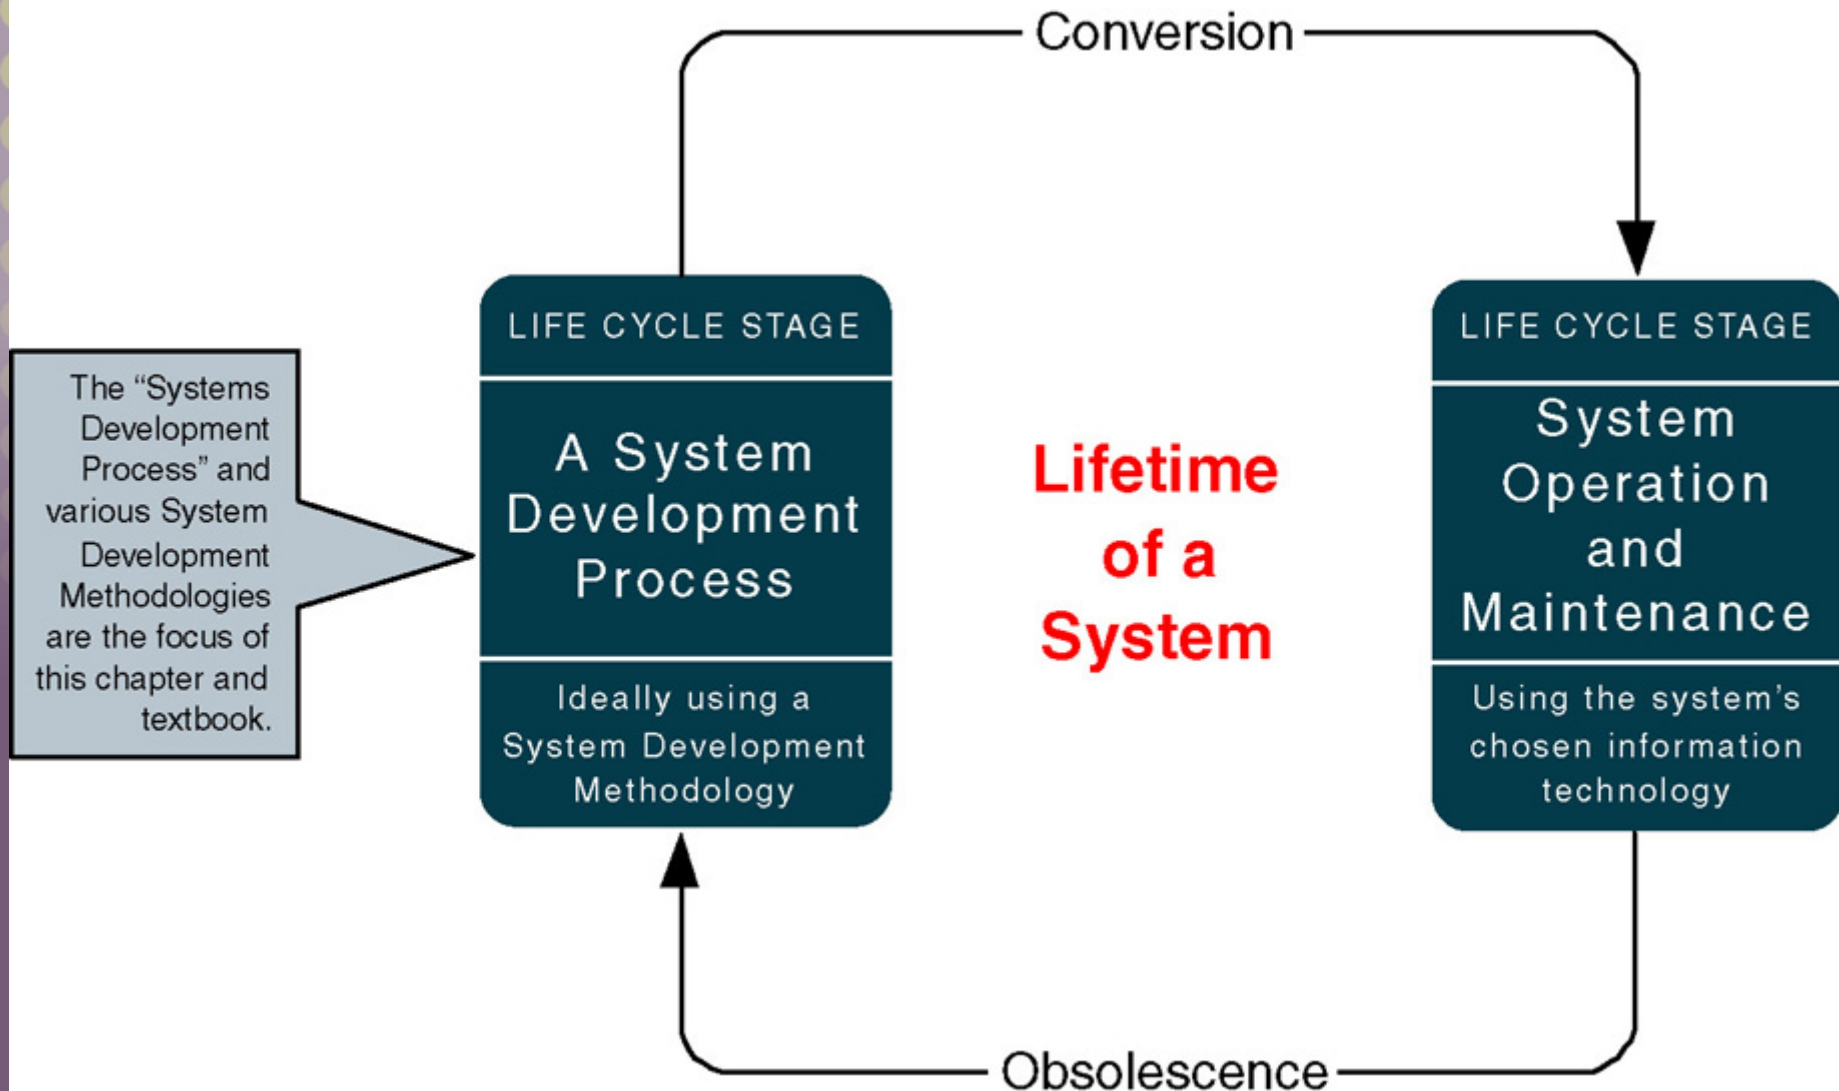 Conversion
LIFE CYCLE STAGE
A System
Development
Process
Ideally using a
System Development
Methodology
The “Systems
Development
Process” and
various System
Development
Methodologies
are the focus of
this chapter and
textbook.
Lifetime
of a
System
LIFE CYCLE STAGE
System
Operation
and
Maintenance
Using the system’s
chosen information
technology
Obsolescence